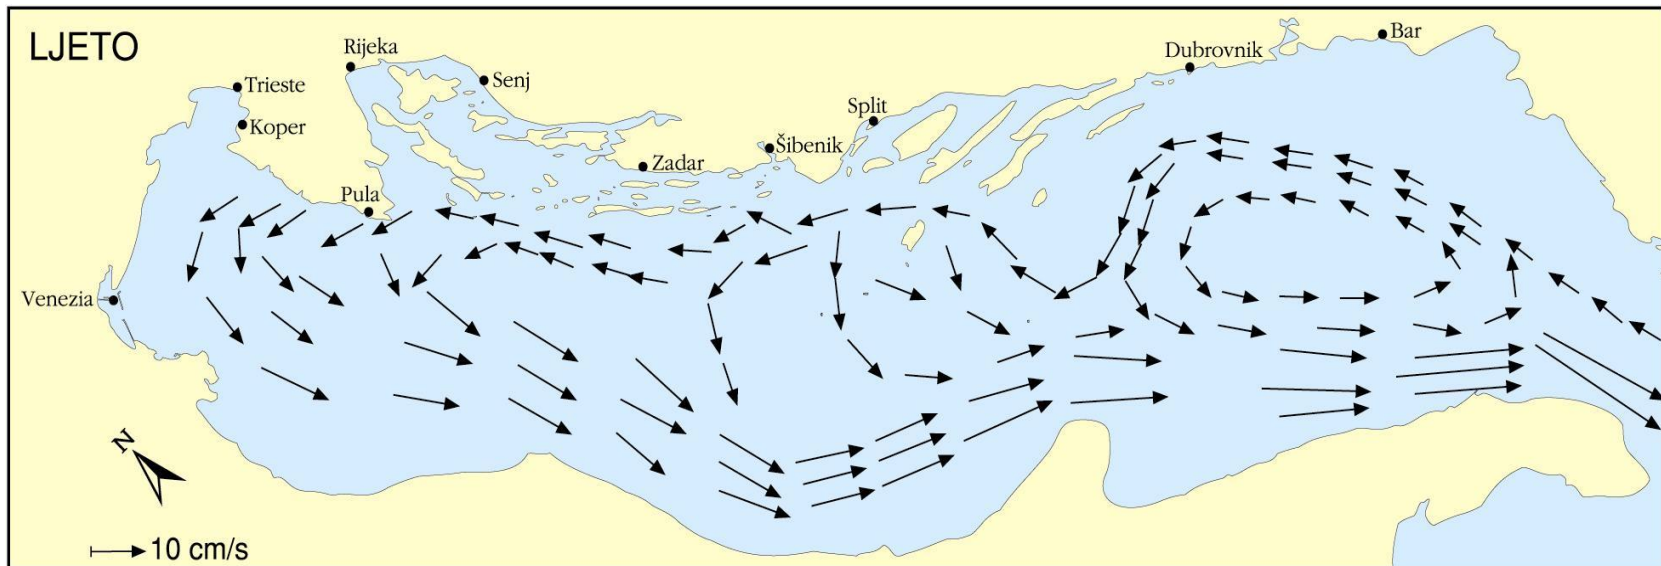 LJETO
Rijeka
Bar
Dubrovnik
Trieste
Senj
Koper
Split
Šibenik
Zadar
Pula
Venezia
N
10 cm/s